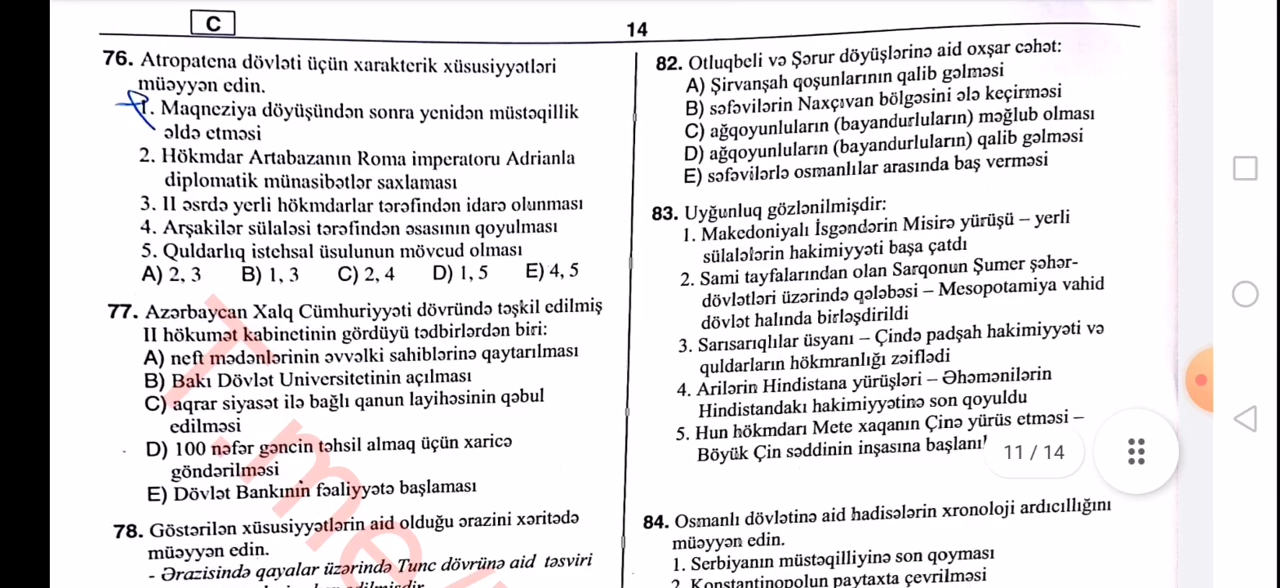 C
14
76. Atropatena dövləti üçün xarakterik xüsusiyyətləri
müəyyən edin.
1. Maqneziya döyüşündən sonra yenidən müstəqillik
əldə etməsi
2. Hökmdar Artabazanın Roma imperatoru Adrianla
diplomatik münasibətlər saxlaması
3. II əsrdə yerli hökmdarlar tərəfindən idarə olunması
4. Arşakilər sülaləsi tərəfindən əsasının qoyulması
5. Quldarlıq istehsal üsulunun mövcud olması
A) 2, 3 B) 1, 3 C) 2, 4 D) 1, 5 E) 4, 5
77. Azərbaycan Xalq Cümhuriyyəti dövründə təşkil edilmiş
II hökumət kabinetinin gördüyü tədbirlərdən biri:
A) neft mədənlərinin əvvəlki sahiblərinə qaytarılması
B) Bakı Dövlət Universitetinin açılması
C) aqrar siyasət ilə bağlı qanun layihəsinin qəbul
edilməsi
D) 100 nəfər gəncin təhsil almaq üçün xaricə
göndərilməsi
E) Dövlət Bankının fəaliyyətə başlaması
78. Göstərilən xüsusiyyətlərin aid olduğu ərazini xəritədə
müəyyən edin.
- Ərazisində qayalar üzərində Tunc dövrünə aid təsviri
82. Otluqbeli və Şərur döyüşlərinə aid oxşar cəhət:
A) Şirvanşah qoşunlarının qalib gəlməsi
B) səfəvilərin Naxçıvan bölgəsini ələ keçirməsi
C) ağqoyunluların (bayandurluların) məğlub olması
D) ağqoyunluların (bayandurluların) qalib gəlməsi
E) səfəvilərlə osmanlılar arasında baş verməsi
83. Uyğunluq gözlənilmişdir:
1. Makedoniyalı İsgəndərin Misirə yürüşü – yerli
sülalələrin hakimiyyəti başa çatdı
2. Sami tayfalarından olan Sarqonun Şumer şəhər-
dövlətləri üzərində qələbəsi – Mesopotamiya vahid
dövlət halında birləşdirildi
3. Sarısarıqlılar üsyanı – Çində padşah hakimiyyəti və
quldarların hökmranlığı zəiflədi
4. Arilərin Hindistana yürüşləri – Əhəmənilərin
Hindistandakı hakimiyyətinə son qoyuldu
5. Hun hökmdarı Mete xaqanın Çinə yürüş etməsi –
Böyük Çin səddinin inşasına başlanı
11 / 14
84. Osmanlı dövlətinə aid hadisələrin xronoloji ardıcıllığını
müəyyən edin.
1. Serbiyanın müstəqilliyinə son qoyması
2. Konstantinopolun paytaxta çevrilməsi
T.me/